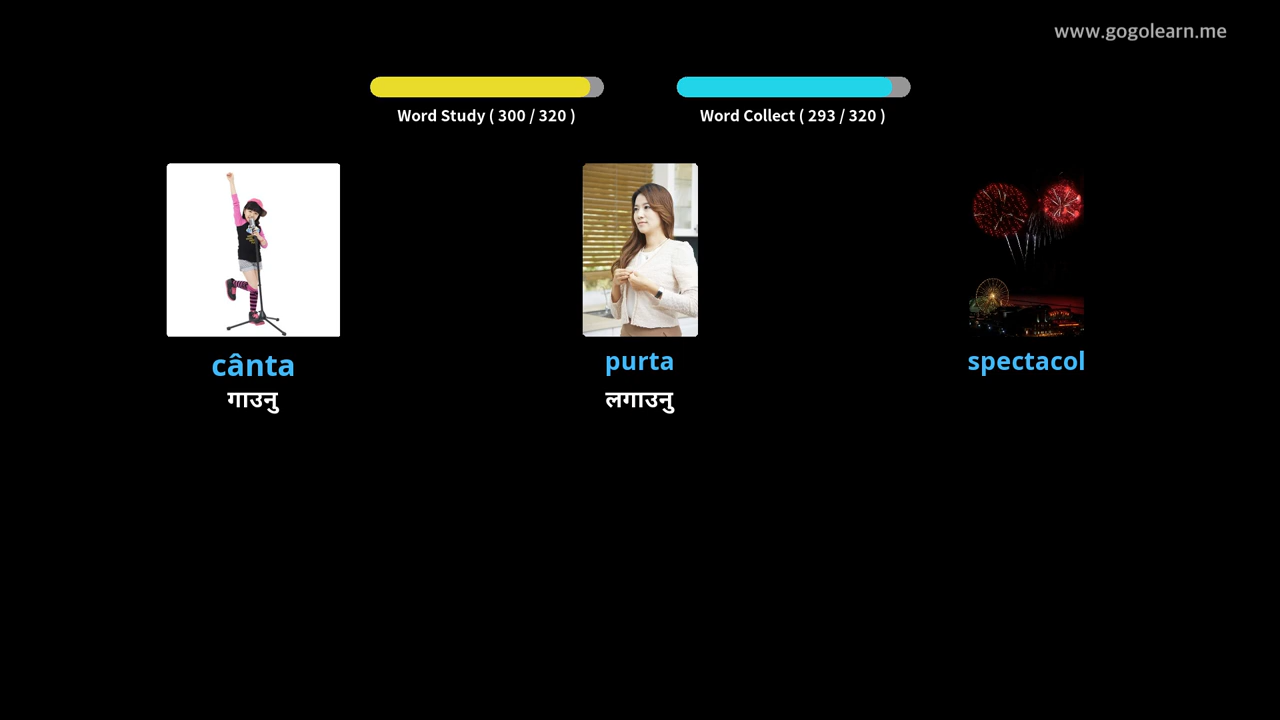 www.gogolearn.me
Word Study ( 300 / 320 )
Word Collect ( 293 / 320 )
cânta
purta
spectacol
गाउनु
लगाउनु